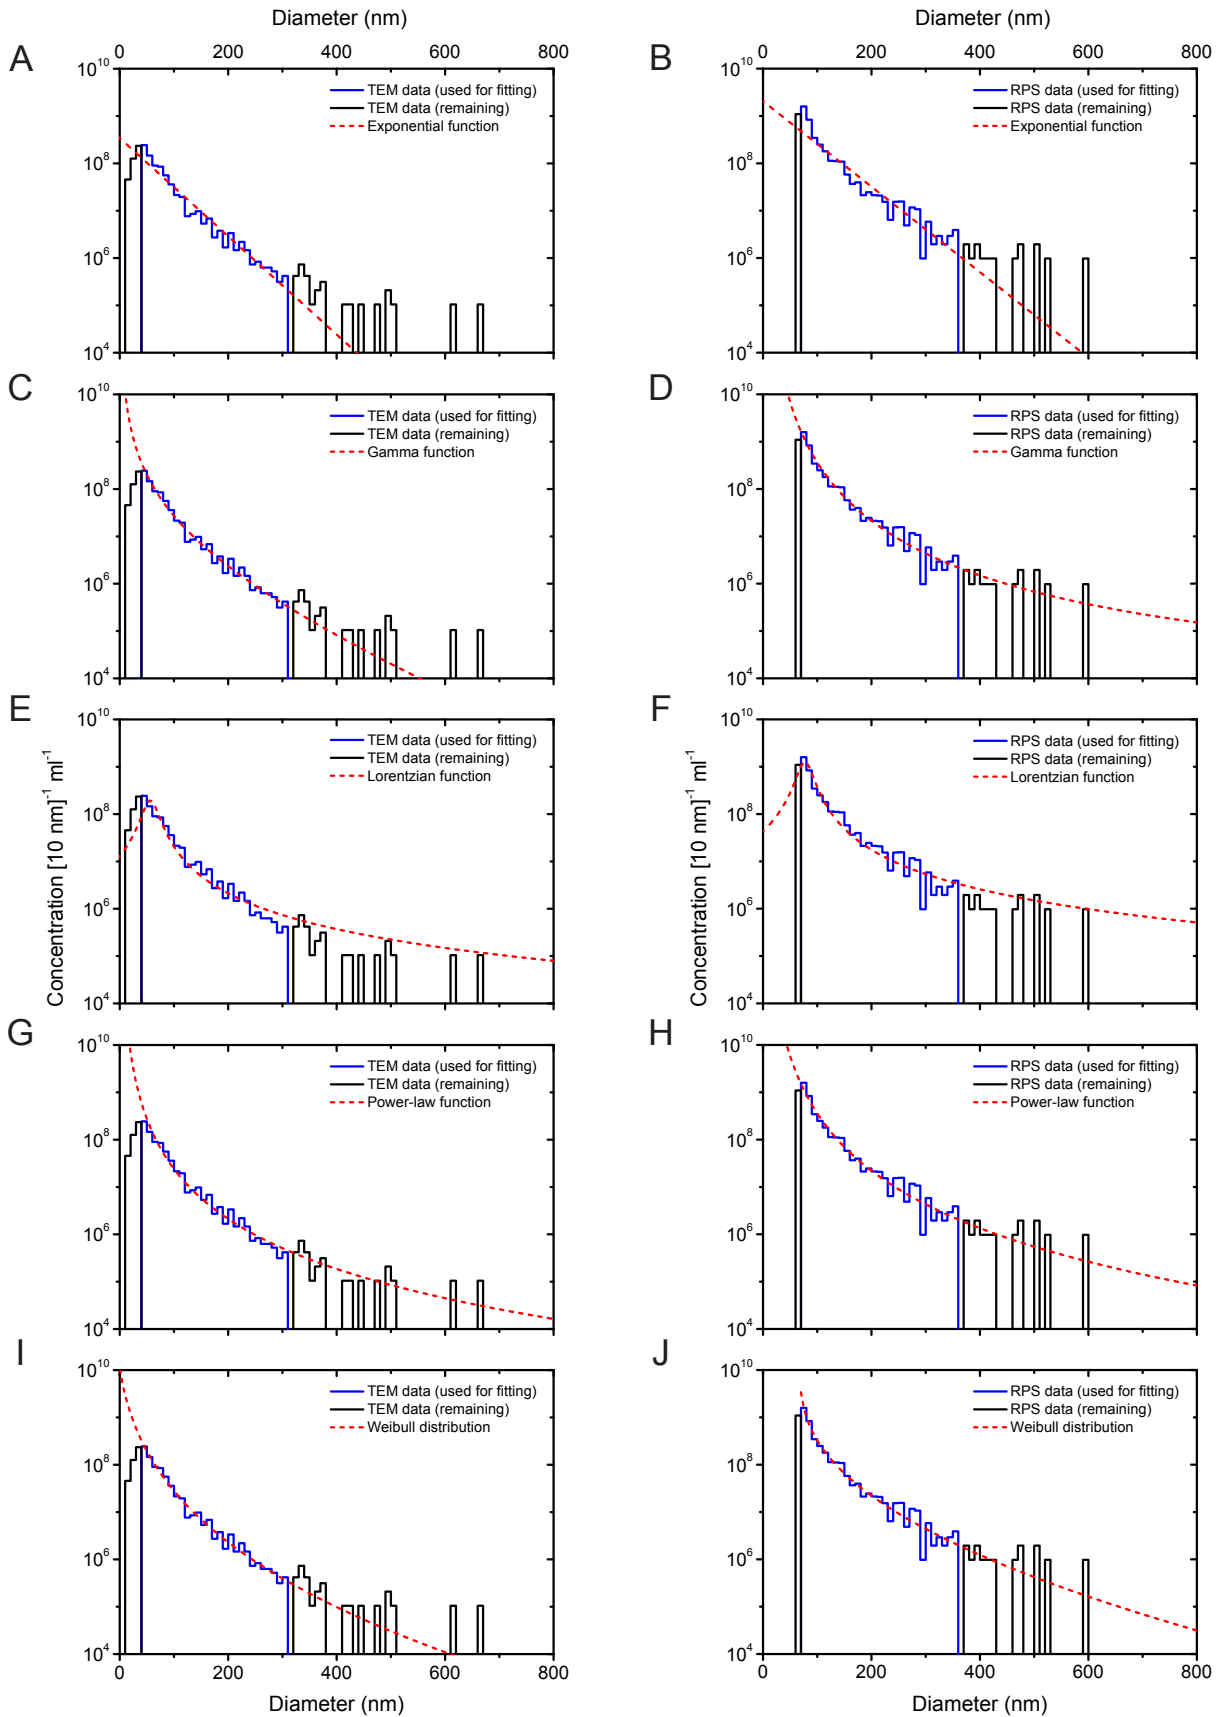 Diameter (nm)
Diameter (nm)
0 200 400 600 800
0 200 400 600 800
A
10^10
10^8
10^6
10^4
TEM data (used for fitting)
TEM data (remaining)
Exponential function
B
10^10
10^8
10^6
10^4
RPS data (used for fitting)
RPS data (remaining)
Exponential function
C
10^10
10^8
10^6
10^4
TEM data (used for fitting)
TEM data (remaining)
Gamma function
D
10^10
10^8
10^6
10^4
RPS data (used for fitting)
RPS data (remaining)
Gamma function
E
Concentration [10 nm]^-1 ml^-1
10^10
10^8
10^6
10^4
TEM data (used for fitting)
TEM data (remaining)
Lorentzian function
F
Concentration [10 nm]^-1 ml^-1
10^10
10^8
10^6
10^4
RPS data (used for fitting)
RPS data (remaining)
Lorentzian function
G
10^10
10^8
10^6
10^4
TEM data (used for fitting)
TEM data (remaining)
Power-law function
H
10^10
10^8
10^6
10^4
RPS data (used for fitting)
RPS data (remaining)
Power-law function
I
10^10
10^8
10^6
10^4
TEM data (used for fitting)
TEM data (remaining)
Weibull distribution
J
10^10
10^8
10^6
10^4
RPS data (used for fitting)
RPS data (remaining)
Weibull distribution
0 200 400 600 800
0 200 400 600 800
Diameter (nm)
Diameter (nm)